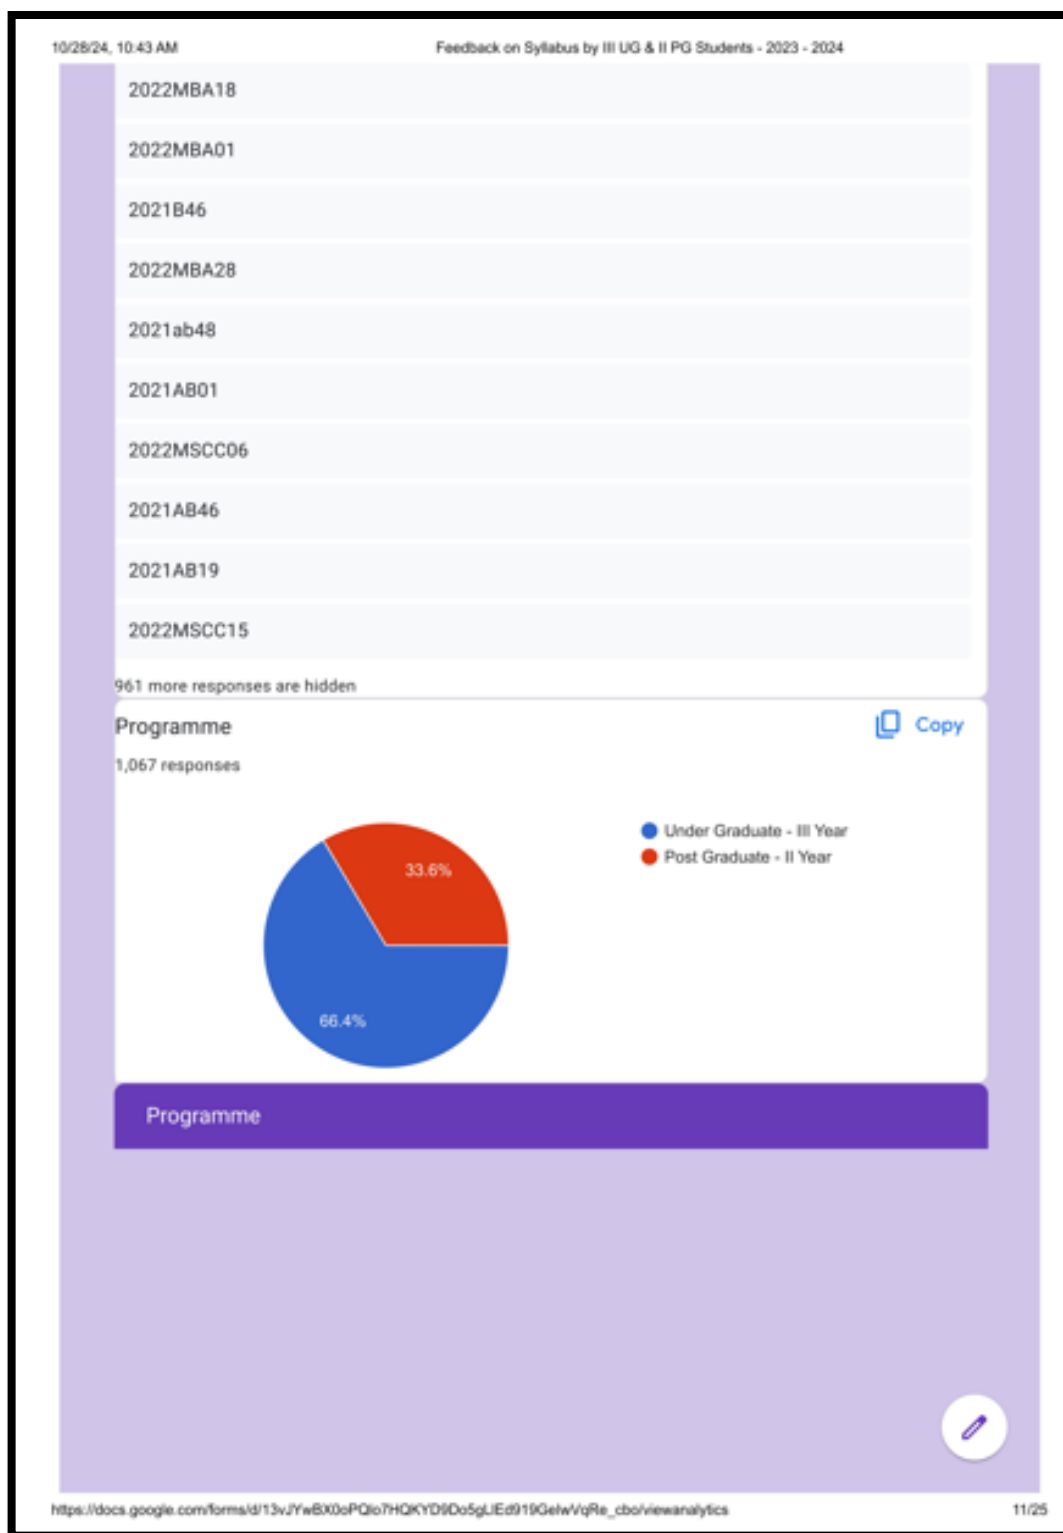 10/28/24, 10:43 AM Feedback on Syllabus by III UG & II PG Students - 2023 - 2024
2022MBA18
2022MBA01
2021B46
2022MBA28
2021ab48
2021AB01
2022MSCC06
2021AB46
2021AB19
2022MSCC15
961 more responses are hidden
Programme
Copy
1,067 responses
Under Graduate - III Year
Post Graduate - II Year
33.6%
66.4%
Programme
11/25